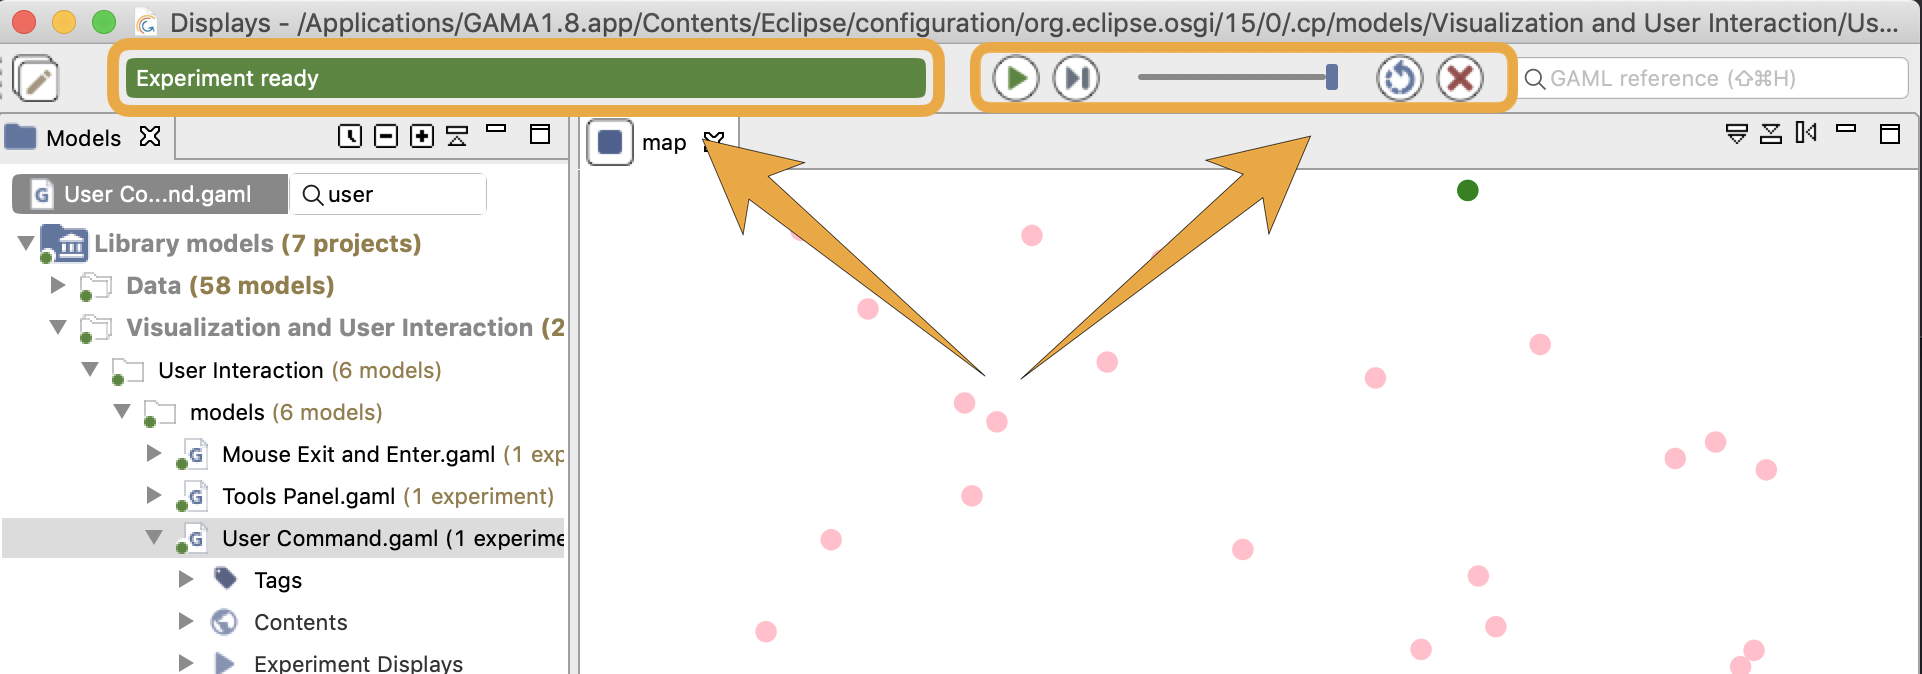 Displays - /Applications/GAMA1.8.app/Contents/Eclipse/configuration/org.eclipse.osgi/15/0/.cp/models/Visualization and User Interaction/Us...
Experiment ready
GAML reference (⇧⌘H)
Models
map
User Co...nd.gaml
user
Library models (7 projects)
Data (58 models)
Visualization and User Interaction (2
User Interaction (6 models)
models (6 models)
Mouse Exit and Enter.gaml (1 exp
Tools Panel.gaml (1 experiment)
User Command.gaml (1 experime
Tags
Contents
Experiment Displays